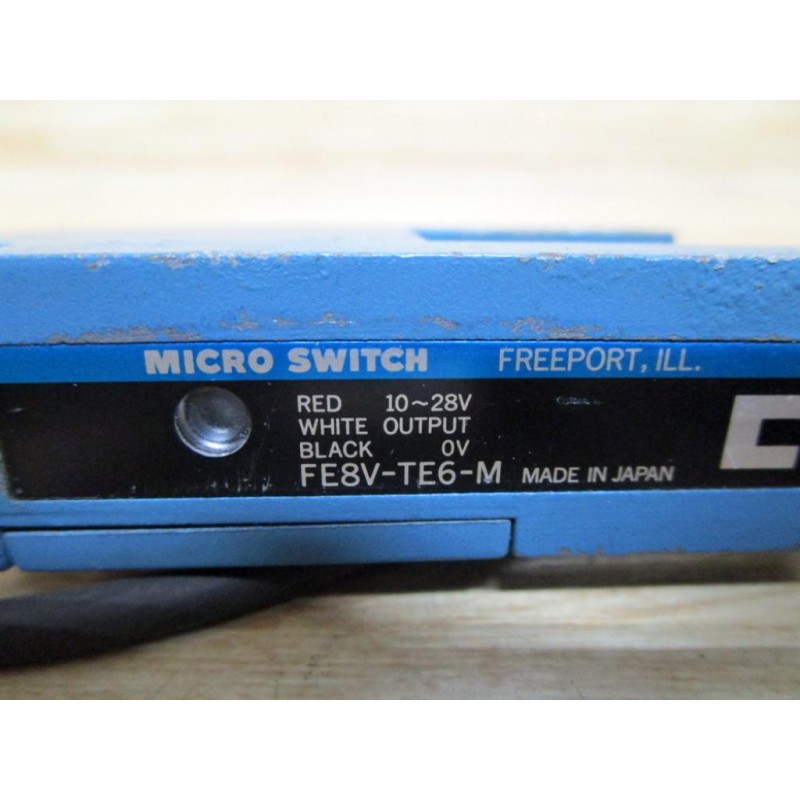 MICRO SWITCH FREEPORT, ILL.
RED 10~28V
WHITE OUTPUT
BLACK 0V
FE8V-TE6-M MADE IN JAPAN